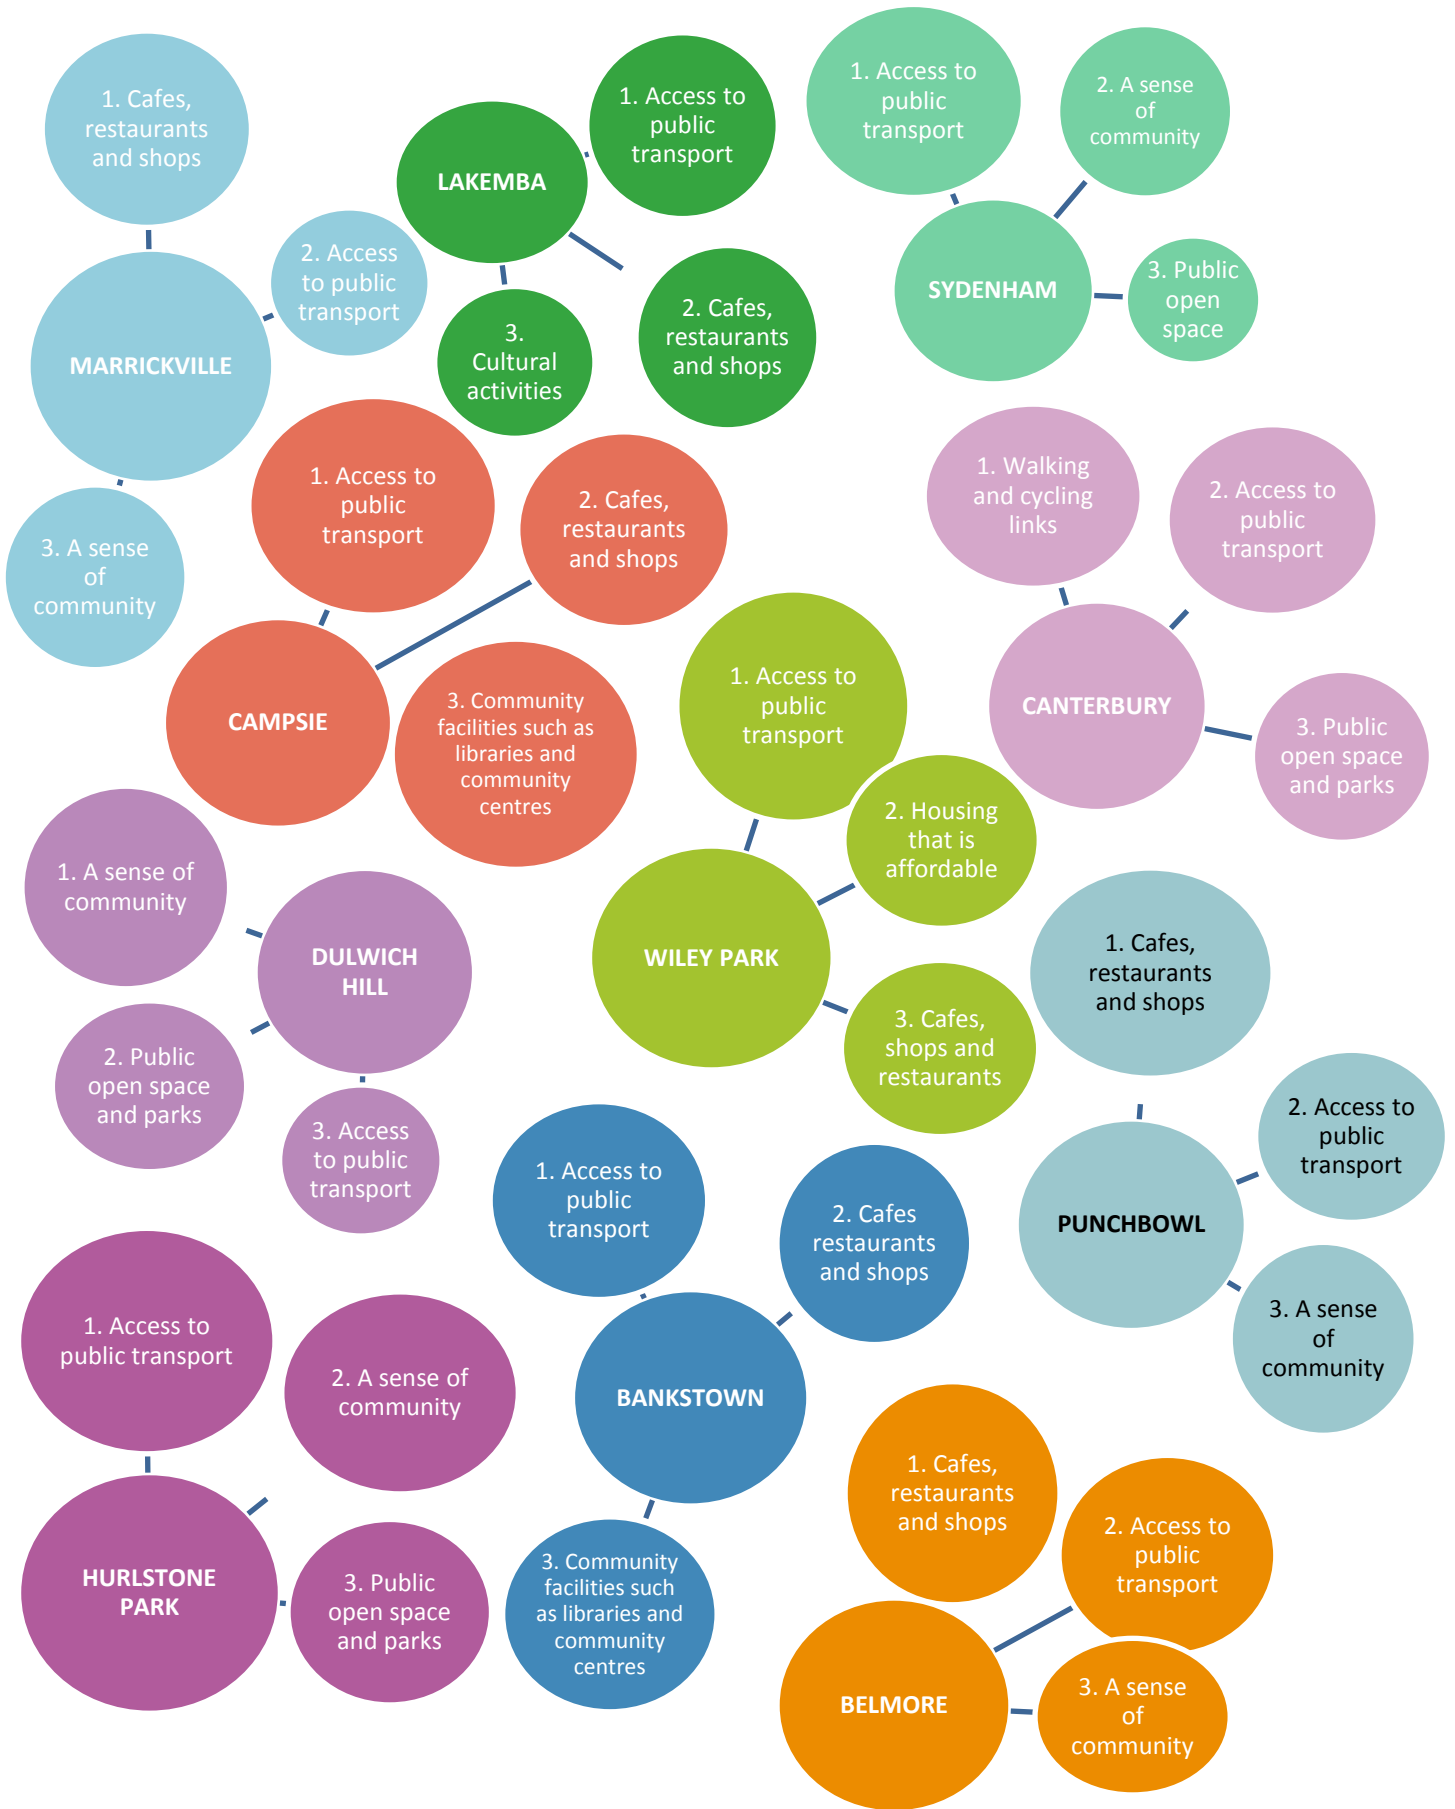 1. Cafes,
restaurants
and shops
MARRICKVILLE
2. Access
to public
transport
3. A sense
of
community
LAKEMBA
1. Access to
public
transport
2. Cafes,
restaurants
and shops
3.
Cultural
activities
1. Access to
public
transport
2. A sense
of
community
SYDENHAM
3. Public
open
space
1. Access to
public
transport
2. Cafes,
restaurants
and shops
CAMPSIE
3. Community
facilities such as
libraries and
community
centres
1. Walking
and cycling
links
2. Access to
public
transport
CANTERBURY
3. Public
open space
and parks
1. Access to
public
transport
2. Housing
that is
affordable
WILEY PARK
3. Cafes,
shops and
restaurants
1. A sense of
community
DULWICH
HILL
2. Public
open space
and parks
3. Access
to public
transport
1. Cafes,
restaurants
and shops
2. Access to
public
transport
PUNCHBOWL
3. A sense
of
community
1. Access to
public
transport
2. Cafes
restaurants
and shops
BANKSTOWN
3. Community
facilities such
as libraries and
community
centres
1. Access to
public transport
2. A sense of
community
HURLSTONE
PARK
3. Public
open space
and parks
1. Cafes,
restaurants
and shops
2. Access to
public
transport
BELMORE
3. A sense
of
community